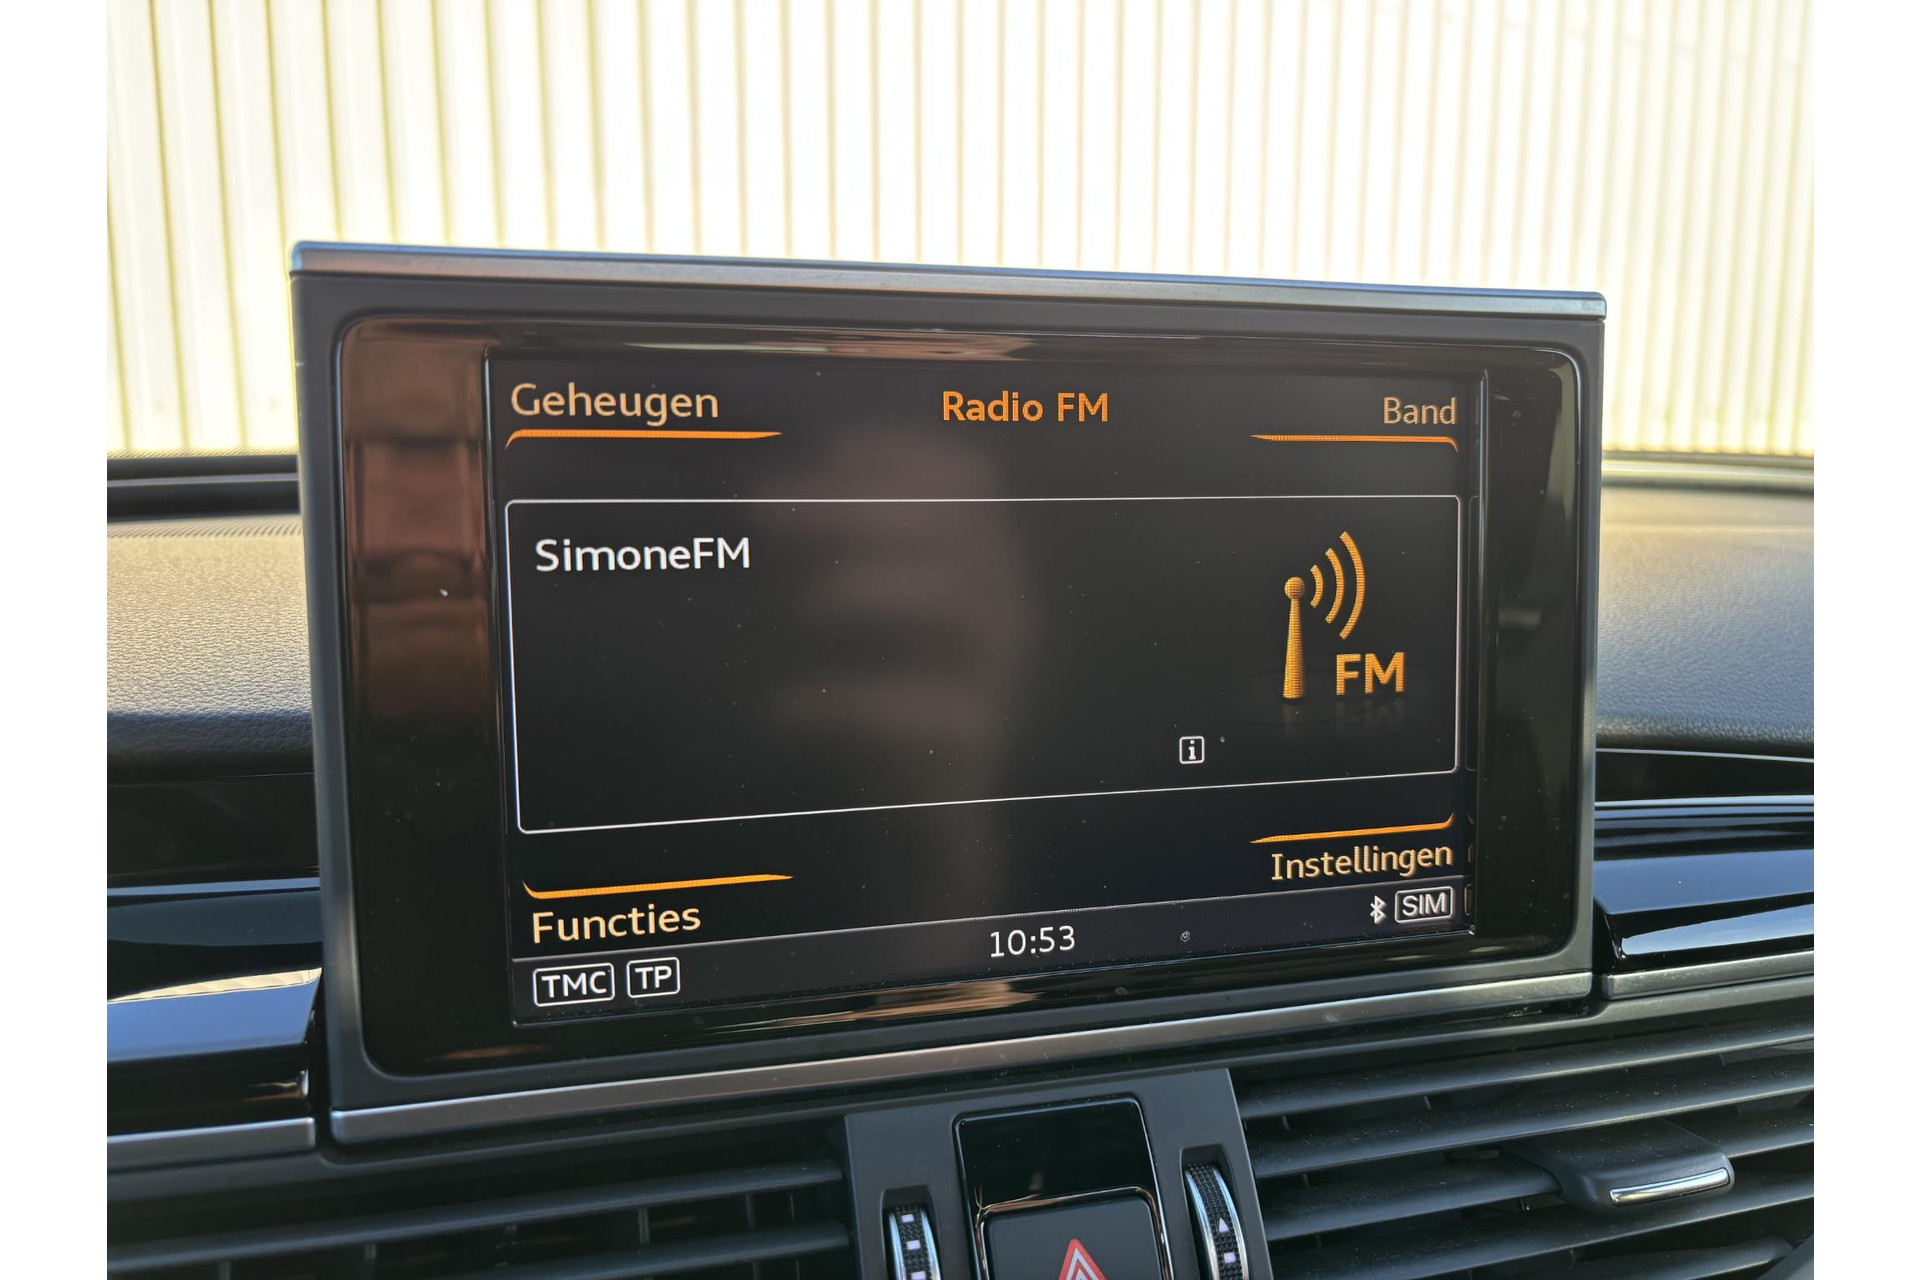 Geheugen
Radio FM
Band
SimoneFM
FM
i
Instellingen
Functies
SIM
10:53
TMC TP